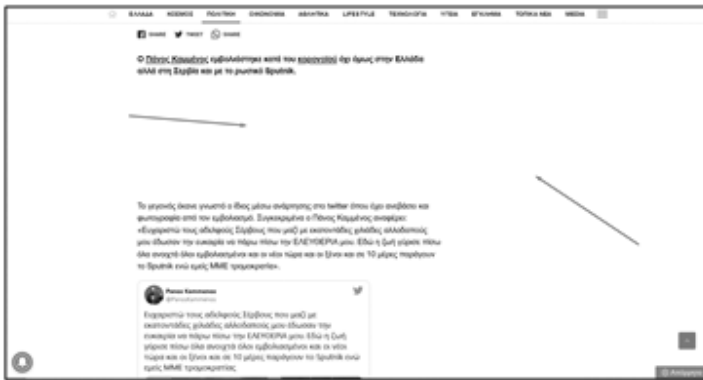 ΕΛΛΑΔΑ ΚΟΣΜΟΣ ΠΟΛΙΤΙΚΗ ΟΙΚΟΝΟΜΙΑ ΑΘΛΗΤΙΚΑ LIFESTYLE ΤΕΧΝΟΛΟΓΙΑ ΥΓΕΙΑ ΕΓΚΛΗΜΑ ΤΟΠΙΚΑ ΝΕΑ MEDIA
SHARE TWEET SHARE
Ο Πάνος Καμμένος εμβολιάστηκε κατά του κορονοϊού όχι όμως στην Ελλάδα
αλλά στη Σερβία και με το ρωσικό Sputnik.
Το γεγονός έκανε γνωστό ο ίδιος μέσω ανάρτησης στο twitter όπου έχει ανεβάσει και
φωτογραφία από τον εμβολιασμό. Συγκεκριμένα ο Πάνος Καμμένος αναφέρει:
«Ευχαριστώ τους αδελφούς Σέρβους που μαζί με εκατοντάδες χιλιάδες αλλοδαπούς
μου έδωσαν την ευκαιρία να πάρω πίσω την ΕΛΕΥΘΕΡΙΑ μου. Εδώ η ζωή γύρισε πίσω
όλα ανοιχτά όλοι εμβολιασμένοι και οι νέοι τώρα και οι ξένοι και σε 10 μέρες παράγουν
το Sputnik ενώ εμείς ΜΜΕ τρομοκρατία».
Panos Kammenos
@PanosKammenos
Ευχαριστώ τους αδελφούς Σέρβους που μαζί με
εκατοντάδες χιλιάδες αλλοδαπούς μου έδωσαν την
ευκαιρία να πάρω πίσω την ΕΛΕΥΘΕΡΙΑ μου. Εδώ η ζωή
γύρισε πίσω όλα ανοιχτά όλοι εμβολιασμένοι και οι νέοι
τώρα και οι ξένοι και σε 10 μέρες παράγουν το Sputnik ενώ
εμείς ΜΜΕ τρομοκρατίας